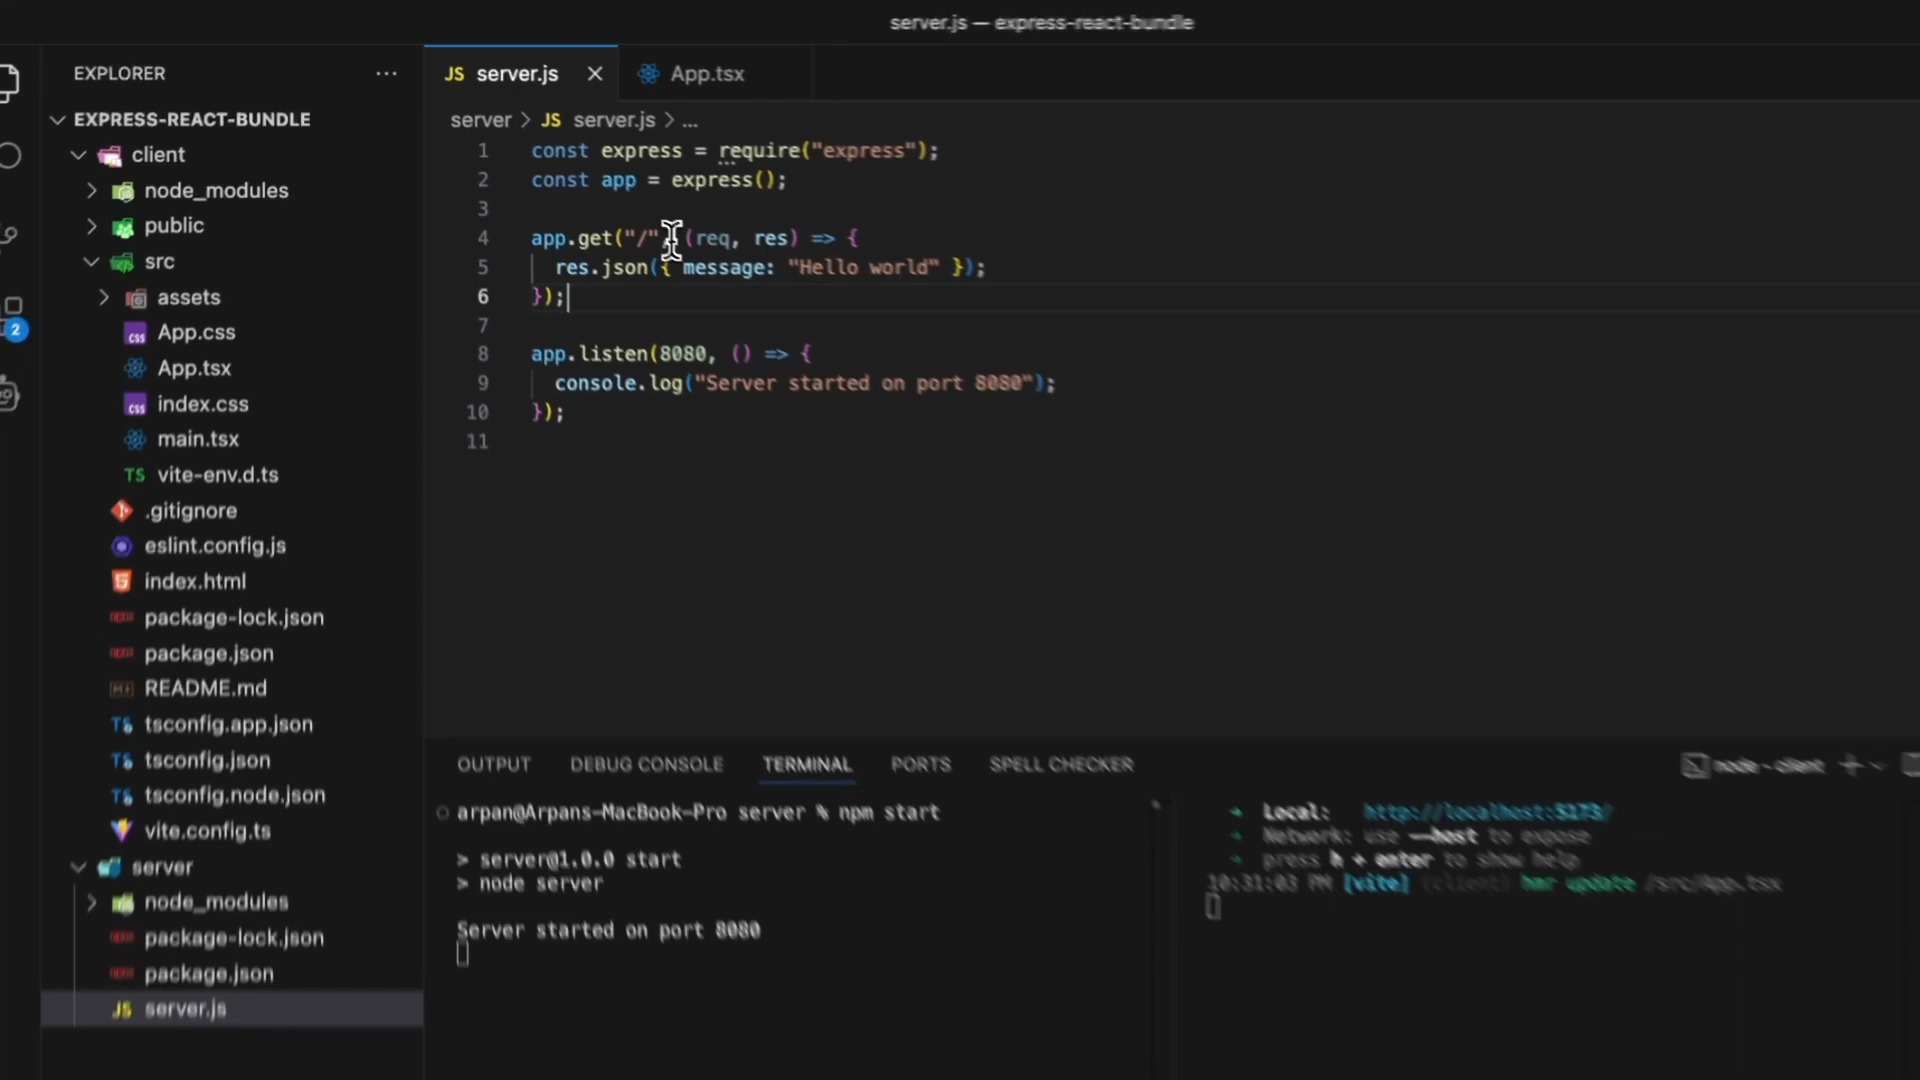 server.js — express-react-bundle
EXPLORER
server.js
App.tsx
EXPRESS-REACT-BUNDLE
client
node_modules
public
src
assets
App.css
App.tsx
index.css
main.tsx
TS vite-env.d.ts
.gitignore
eslint.config.js
index.html
package-lock.json
package.json
README.md
tsconfig.app.json
tsconfig.json
tsconfig.node.json
vite.config.ts
server
node_modules
package-lock.json
package.json
JS server.js
2
server > JS server.js > ...
1 const express = require("express");
2 const app = express();
3
4 app.get("/", (req, res) => {
5 res.json({ message: "Hello world" });
6 });
7
8 app.listen(8080, () => {
9 console.log("Server started on port 8080");
10 });
11
OUTPUT DEBUG CONSOLE TERMINAL PORTS SPELL CHECKER
node - client
arpan@Arpans-MacBook-Pro server % npm start
> server@1.0.0 start
> node server
Server started on port 8080
➜ Local: http://localhost:5173/
➜ Network: use --host to expose
➜ press h + enter to show help
10:31:03 PM [vite] (client) hmr update /src/App.tsx